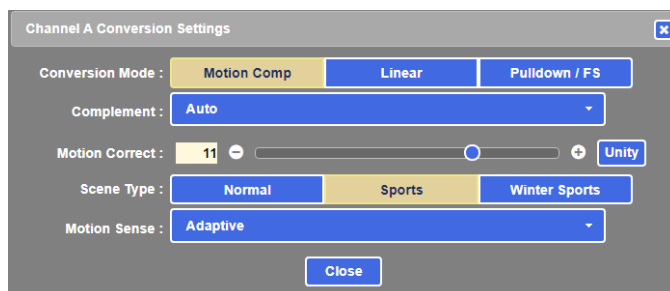 Channel A Conversion Settings
Conversion Mode : Motion Comp Linear Pulldown / FS
Complement : Auto
Motion Correct : 11 Unity
Scene Type : Normal Sports Winter Sports
Motion Sense : Adaptive
Close